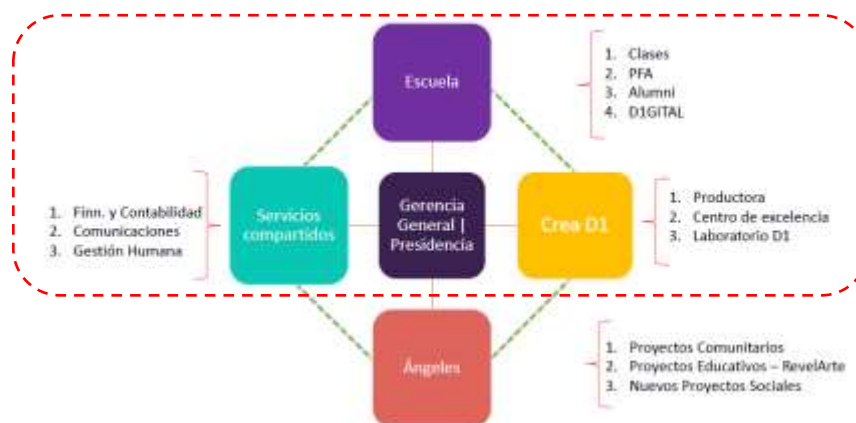 Escuela
1. Clases
2. PFA
3. Alumni
4. D1GITAL
1. Finn. y Contabilidad
2. Comunicaciones
3. Gestión Humana
Servicios
compartidos
Gerencia
General |
Presidencia
Crea D1
1. Productora
2. Centro de excelencia
3. Laboratorio D1
Ángeles
1. Proyectos Comunitarios
2. Proyectos Educativos – RevelArte
3. Nuevos Proyectos Sociales